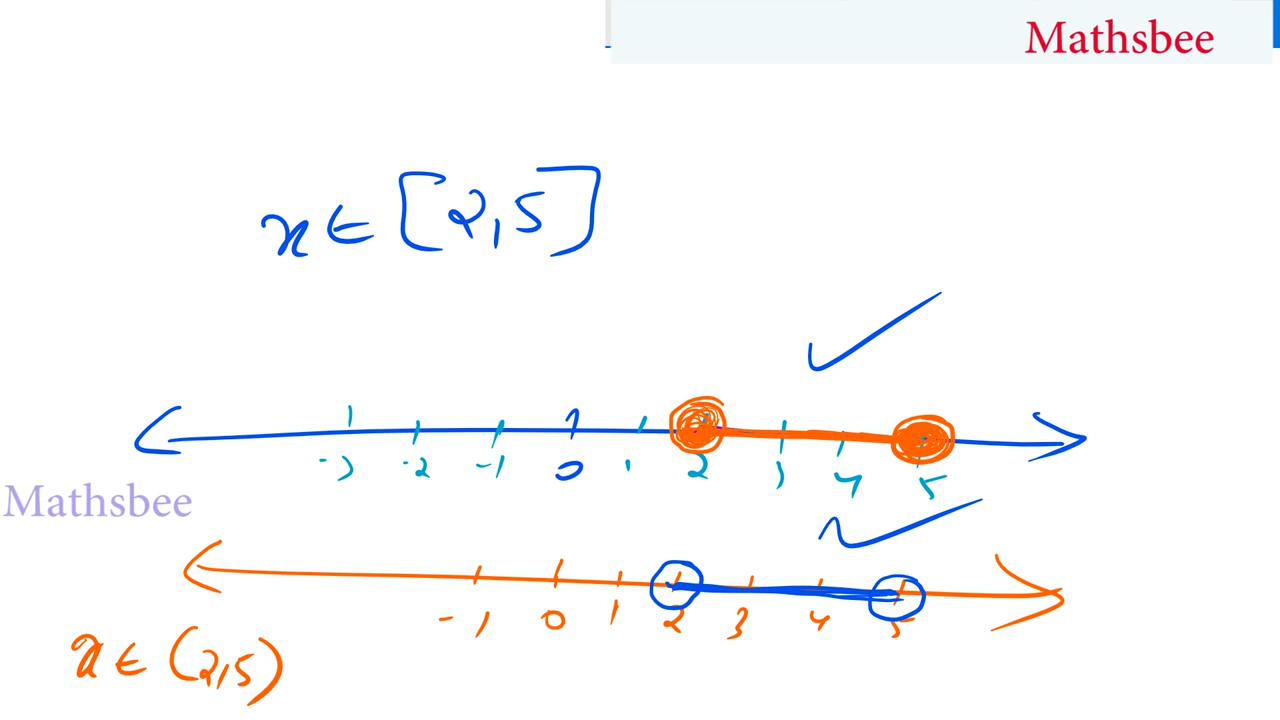 Mathsbee
x ∈ [2,5]
-3 -2 -1 0 1 2 3 4 5
Mathsbee
-1 0 1 2 3 4 5
x ∈ (2,5)